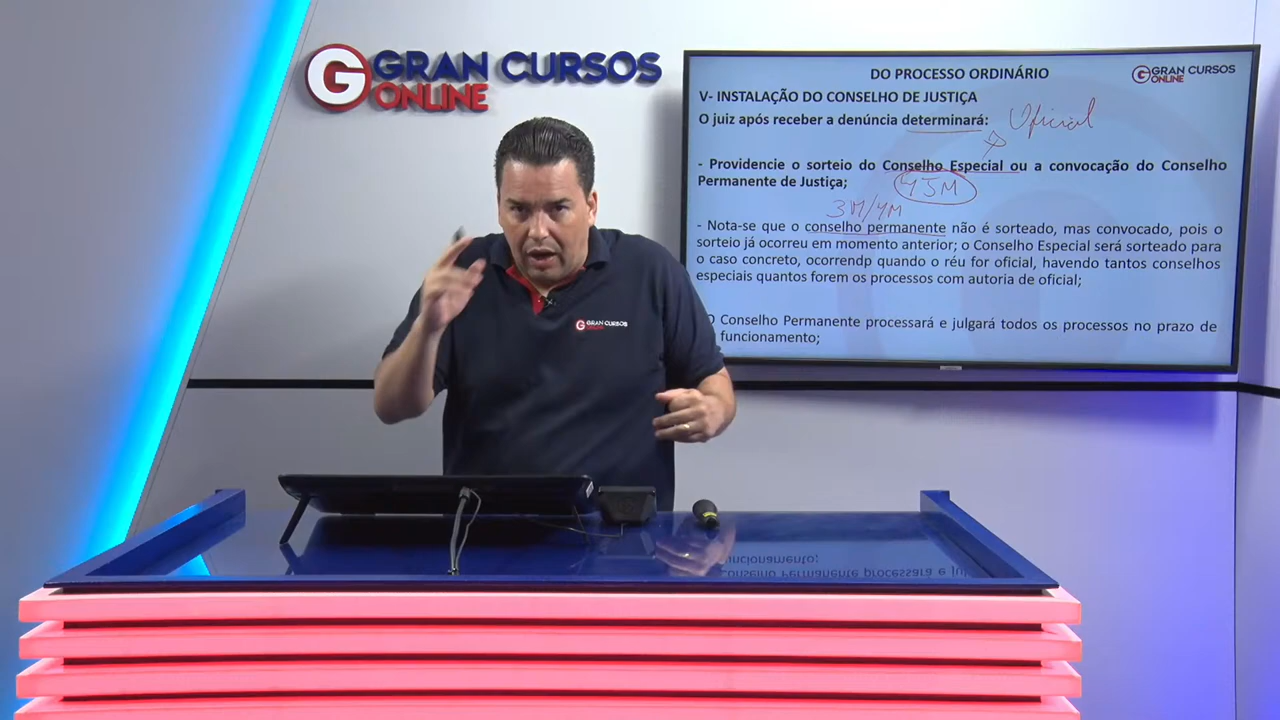 GRAN CURSOS
ONLINE
DO PROCESSO ORDINÁRIO
GRAN CURSOS
ONLINE
V- INSTALAÇÃO DO CONSELHO DE JUSTIÇA
O juiz após receber a denúncia determinará:
Oficial
- Providencie o sorteio do Conselho Especial ou a convocação do Conselho
Permanente de Justiça;
3M/4M
- Nota-se que o conselho permanente não é sorteado, mas convocado, pois o
sorteio já ocorreu em momento anterior; o Conselho Especial será sorteado para
o caso concreto, ocorrendp quando o réu for oficial, havendo tantos conselhos
especiais quantos forem os processos com autoria de oficial;
O Conselho Permanente processará e julgará todos os processos no prazo de
funcionamento;
GRAN CURSOS
ONLINE